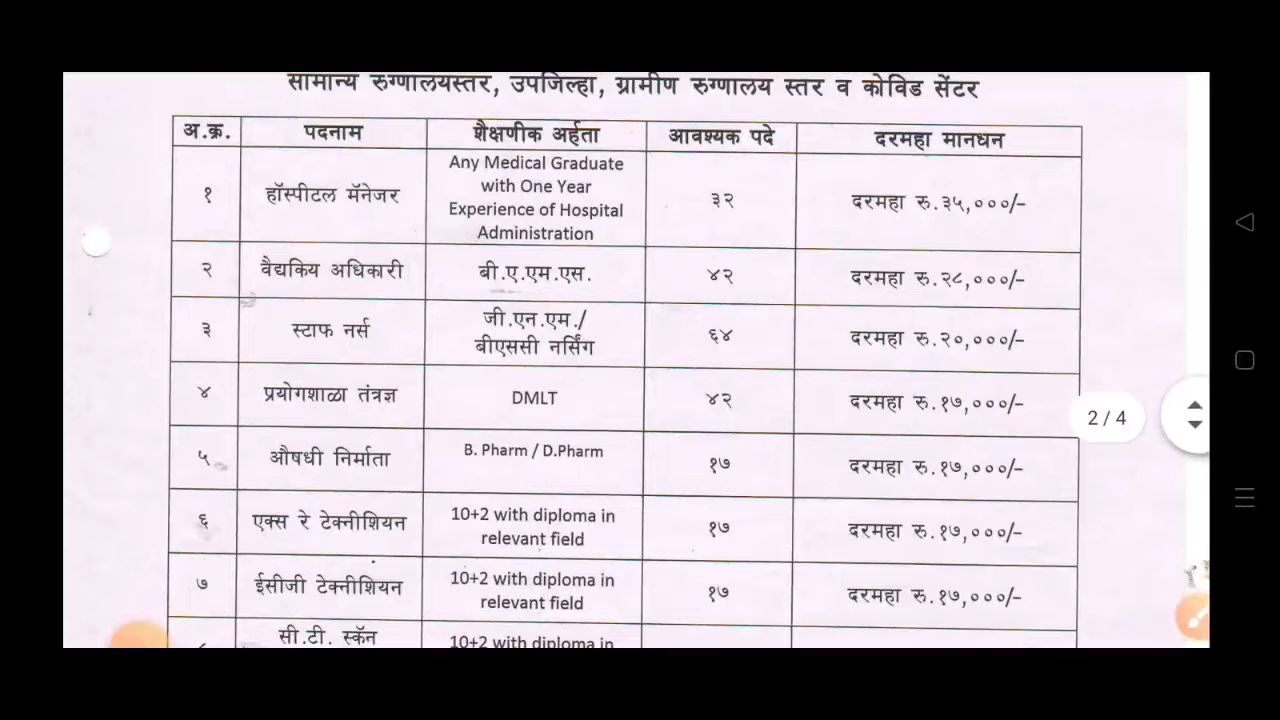 सामान्य रुग्णालयस्तर, उपजिल्हा, ग्रामीण रुग्णालय स्तर व कोविड सेंटर
अ.क्र. पदनाम शैक्षणीक अर्हता आवश्यक पदे दरमहा मानधन
१ हॉस्पीटल मॅनेजर Any Medical Graduate with One Year Experience of Hospital Administration ३२ दरमहा रु.३५,०००/-
२ वैद्यकिय अधिकारी बी.ए.एम.एस. ४२ दरमहा रु.२८,०००/-
३ स्टाफ नर्स जी.एन.एम./ बीएससी नर्सिंग ६४ दरमहा रु.२०,०००/-
४ प्रयोगशाळा तंत्रज्ञ DMLT ४२ दरमहा रु.१७,०००/-
५ औषधी निर्माता B. Pharm / D.Pharm १७ दरमहा रु.१७,०००/-
६ एक्स रे टेक्नीशियन 10+2 with diploma in relevant field १७ दरमहा रु.१७,०००/-
७ ईसीजी टेक्नीशियन 10+2 with diploma in relevant field १७ दरमहा रु.१७,०००/-
सी.टी. स्कॅन 10+2 with diploma in
2 / 4